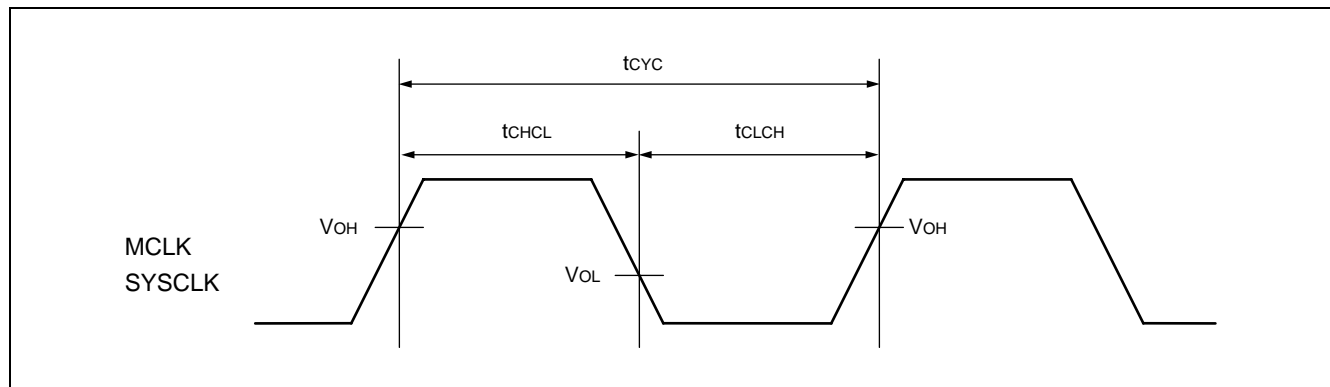 tCYC
tCHCL
tCLCH
VOH
VOH
MCLK
VOL
SYSCLK